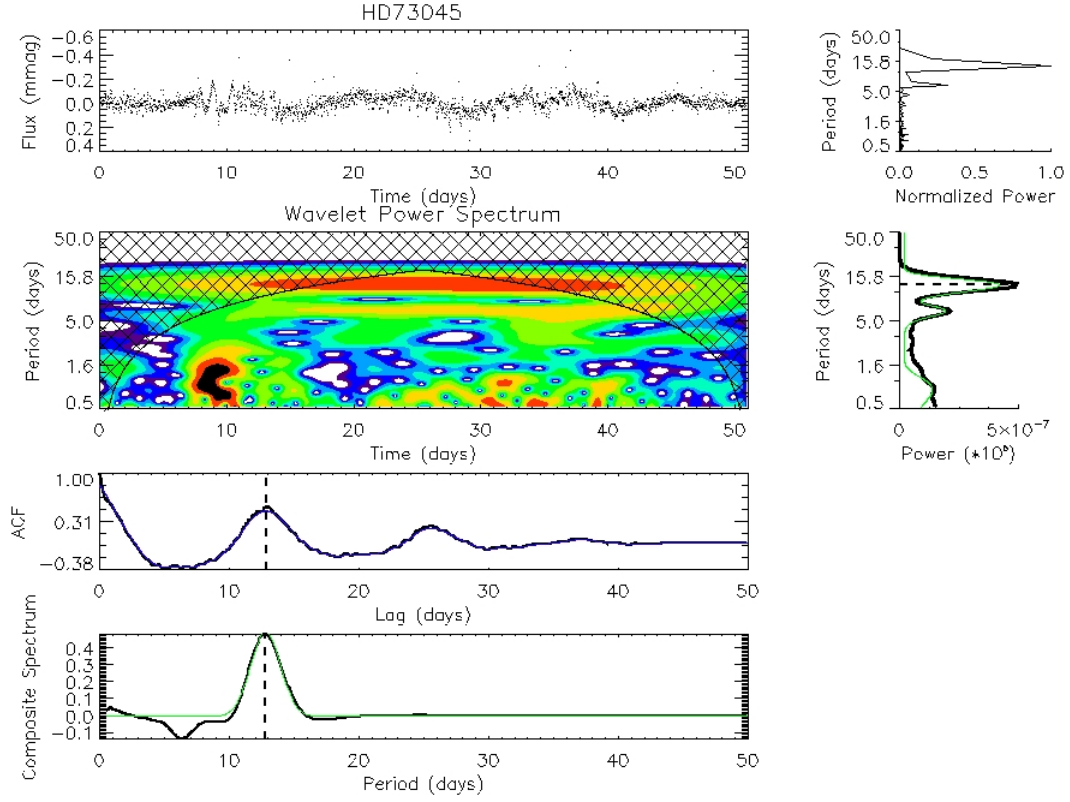 HD73045
Flux (mmag)
-0.6
-0.4
-0.2
0.0
0.2
0.4
0 10 20 30 40 50
Time (days)
Period (days)
50.0
15.8
5.0
1.6
0.5
0.0 0.5 1.0
Normalized Power
Wavelet Power Spectrum
Period (days)
50.0
15.8
5.0
1.6
0.5
0 10 20 30 40 50
Time (days)
Period (days)
50.0
15.8
5.0
1.6
0.5
0 5×10⁻⁷
Power (*10⁶)
ACF
1.00
0.31
-0.38
0 10 20 30 40 50
Lag (days)
Composite Spectrum
0.4
0.3
0.2
0.1
0.0
-0.1
0 10 20 30 40 50
Period (days)